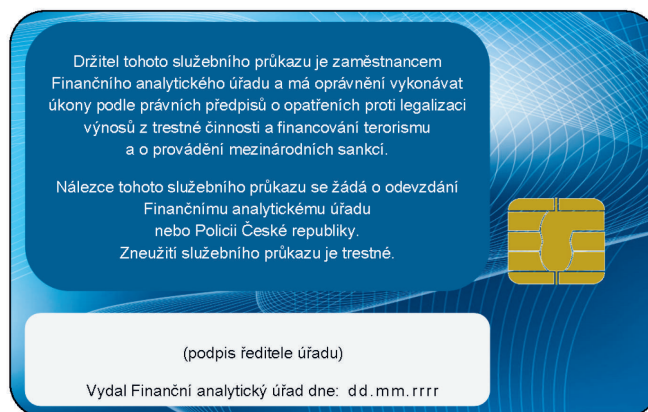 Držitel tohoto služebního průkazu je zaměstnancem
Finančního analytického úřadu a má oprávnění vykonávat
úkony podle právních předpisů o opatřeních proti legalizaci
výnosů z trestné činnosti a financování terorismu
a o provádění mezinárodních sankcí.
Nálezce tohoto služebního průkazu se žádá o odevzdání
Finančnímu analytickému úřadu
nebo Policii České republiky.
Zneužití služebního průkazu je trestné.
(podpis ředitele úřadu)
Vydal Finanční analytický úřad dne: dd.mm.rrrr